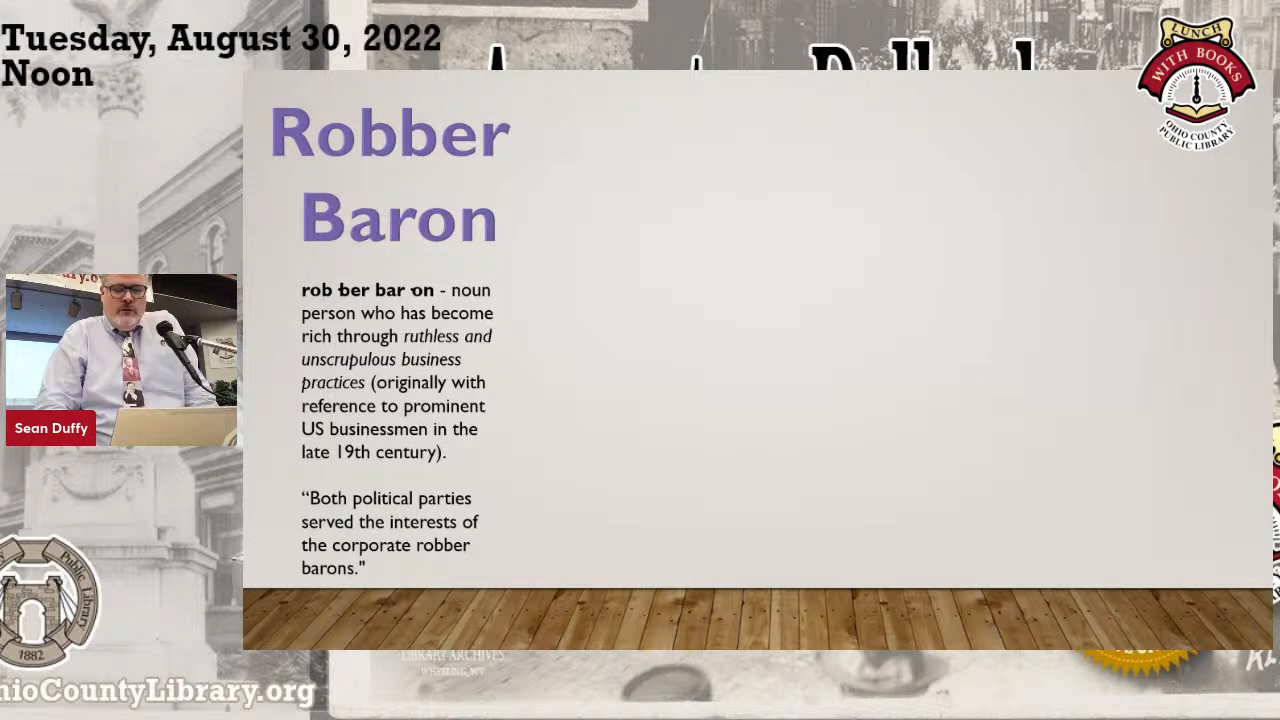 Tuesday, August 30, 2022
Noon
LUNCH
WITH BOOKS
OHIO COUNTY
PUBLIC LIBRARY
Robber
Baron
rob·ber bar·on - noun
person who has become
rich through ruthless and
unscrupulous business
practices (originally with
reference to prominent
US businessmen in the
late 19th century).
“Both political parties
served the interests of
the corporate robber
barons."
Sean Duffy
Public Library
1882
LIBRARY ARCHIVES
WHEELING, WV
hioCountyLibrary.org